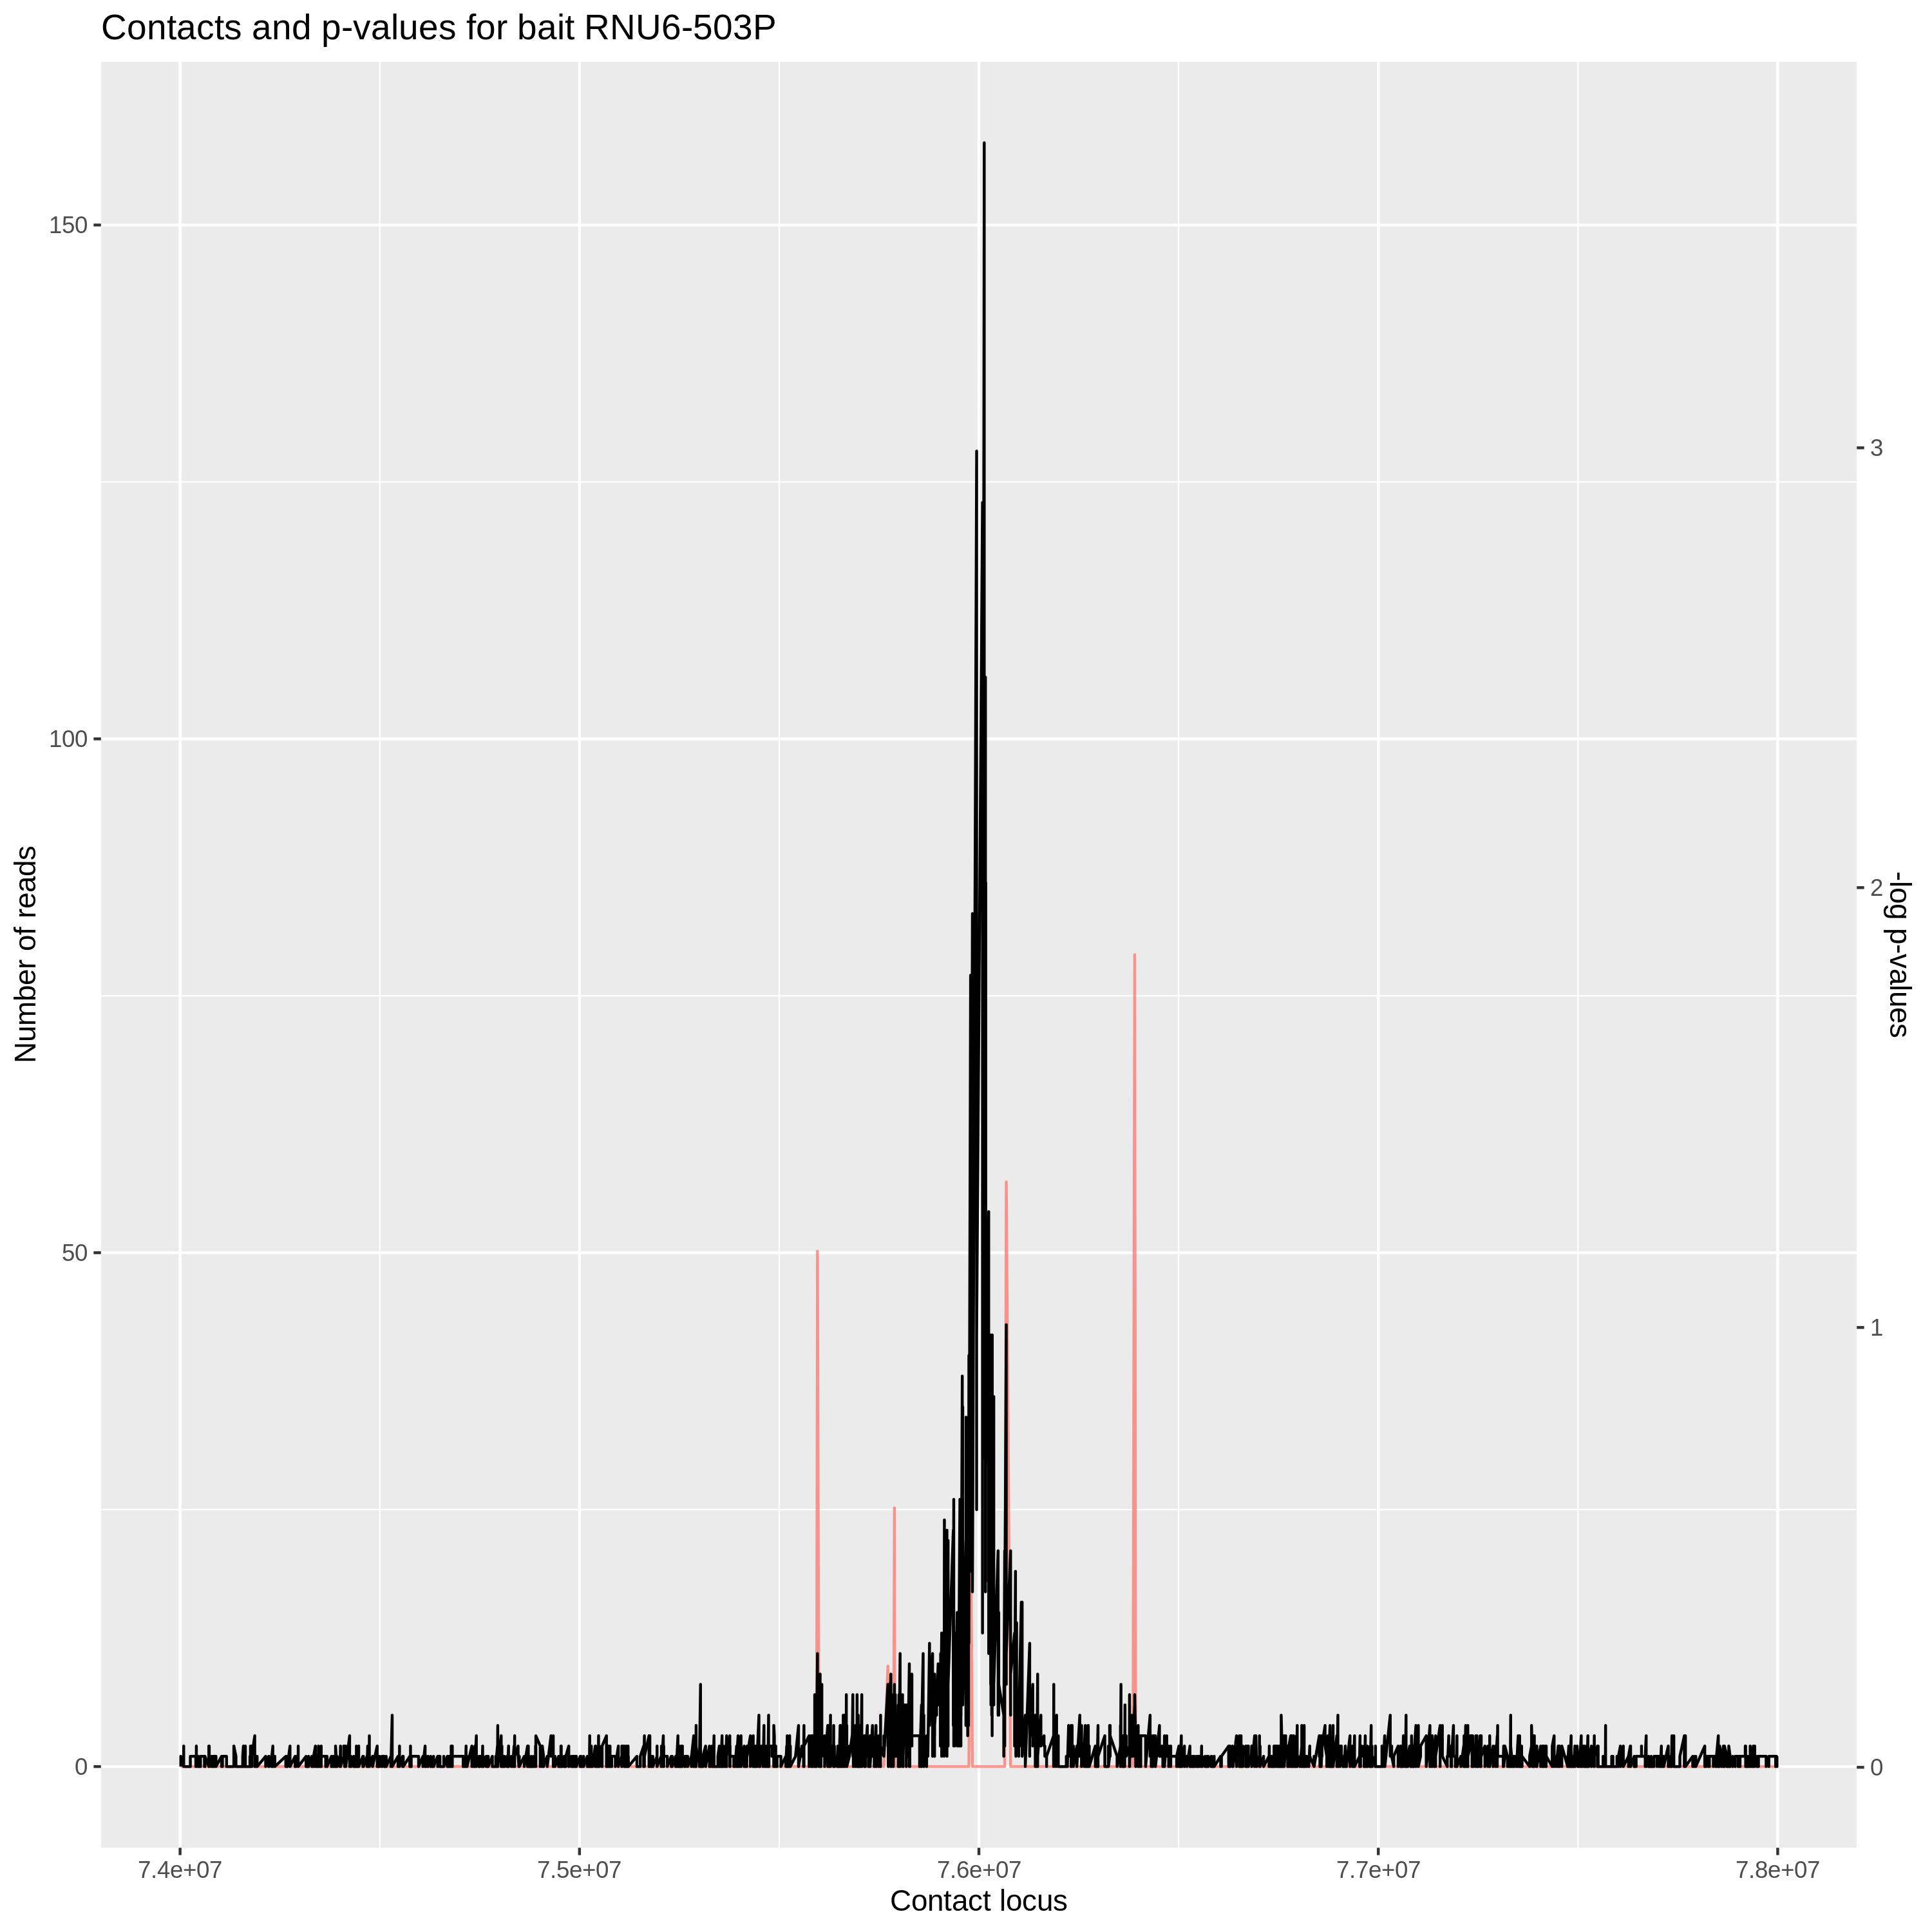 Contacts and p-values for bait RNU6-503P
150
100
50
0
Number of reads
3
2
1
0
-log p-values
7.4e+07
7.5e+07
7.6e+07
7.7e+07
7.8e+07
Contact locus